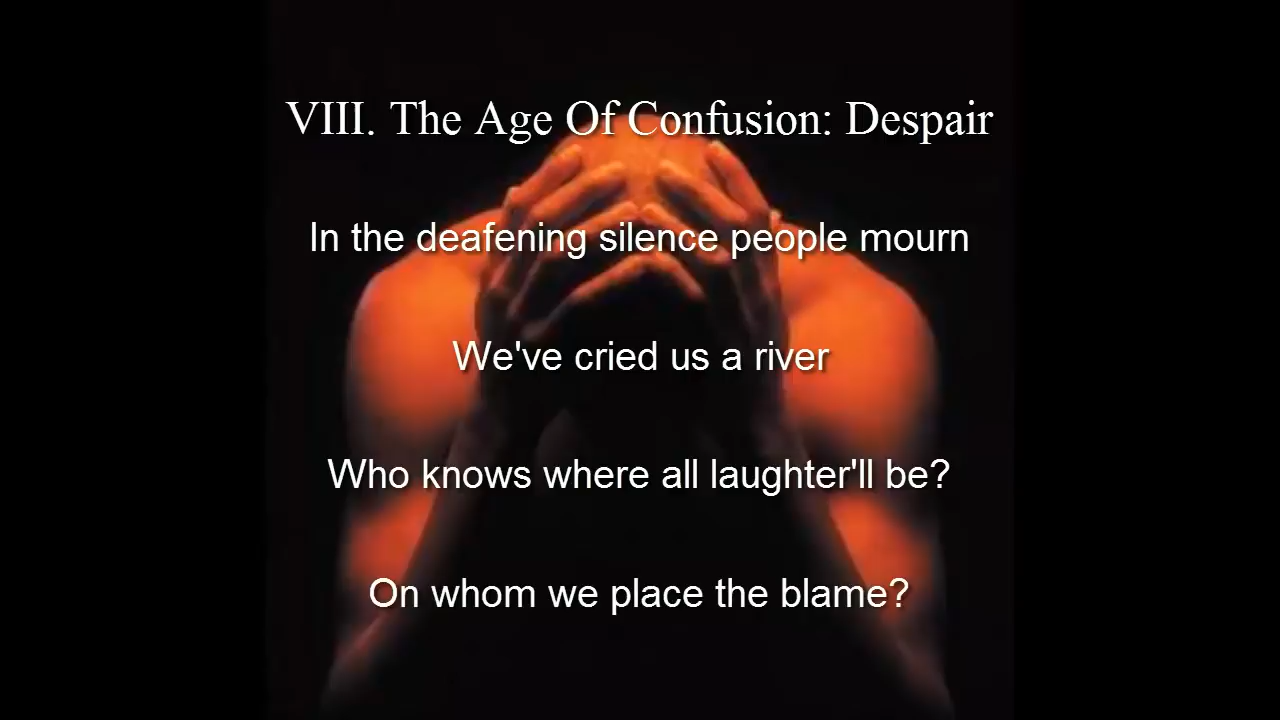 VIII. The Age Of Confusion: Despair
In the deafening silence people mourn
We've cried us a river
Who knows where all laughter'll be?
On whom we place the blame?